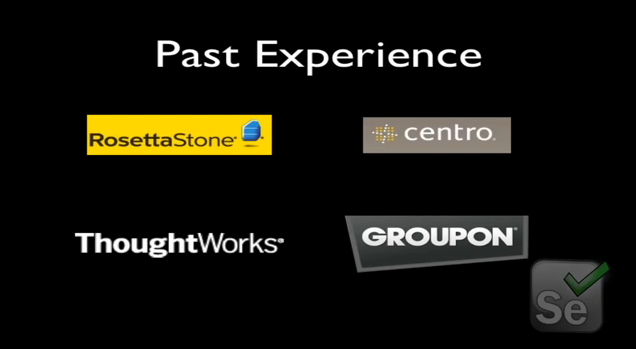 Past Experience
RosettaStone®
centro.
ThoughtWorks®
GROUPON®
Se